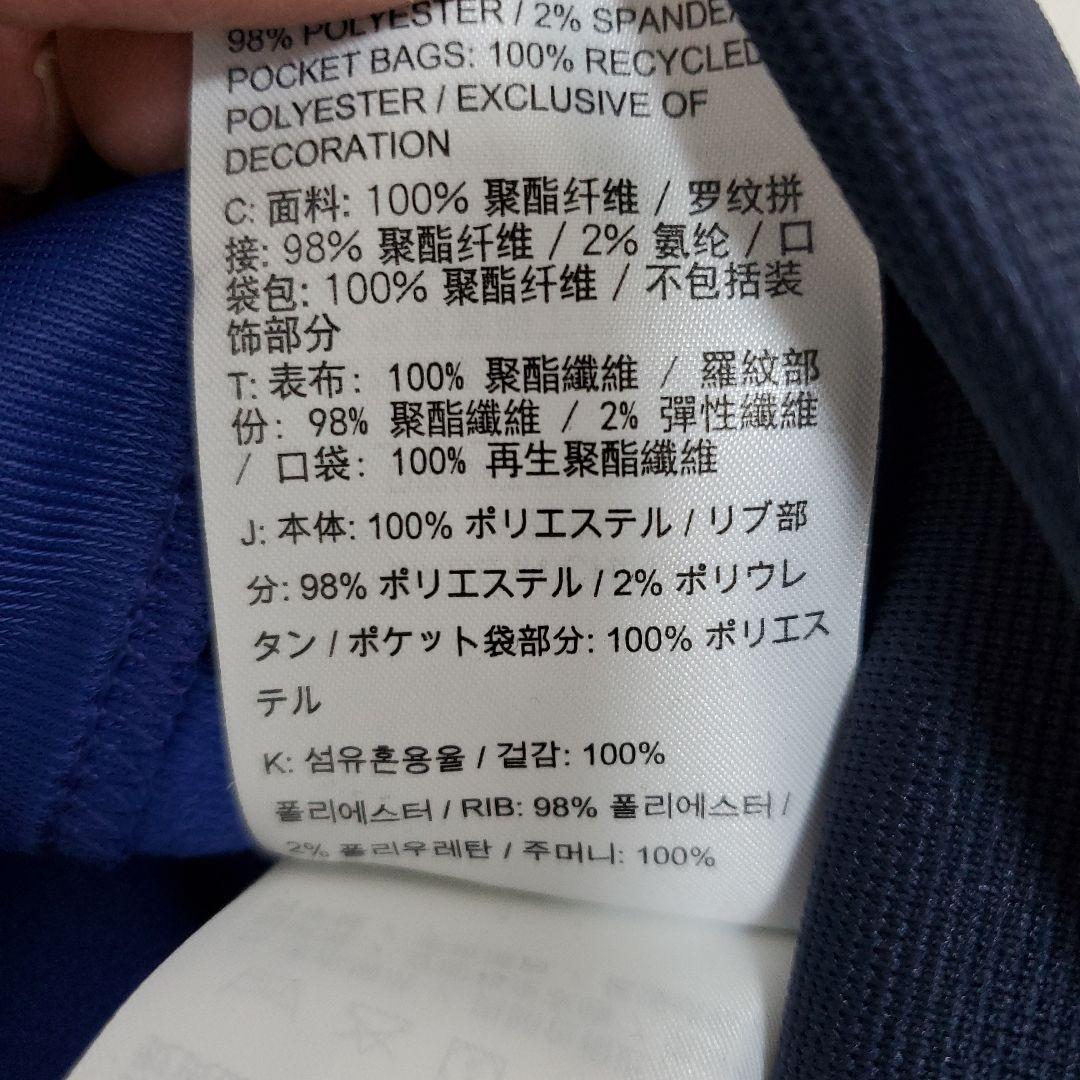 98% POLYESTER / 2% SPANDEX
POCKET BAGS: 100% RECYCLED
POLYESTER / EXCLUSIVE OF
DECORATION
C: 面料: 100% 聚酯纤维 / 罗纹拼
接: 98% 聚酯纤维 / 2% 氨纶 / 口
袋包: 100% 聚酯纤维 / 不包括装
饰部分
T: 表布: 100% 聚酯纖維 / 羅紋部
份: 98% 聚酯纖維 / 2% 彈性纖維
/ 口袋: 100% 再生聚酯纖維
J: 本体: 100% ポリエステル / リブ部
分: 98% ポリエステル / 2% ポリウレ
タン / ポケット袋部分: 100% ポリエス
テル
K: 섬유혼용율 / 겉감: 100%
폴리에스터 / RIB: 98% 폴리에스터 /
2% 폴리우레탄 / 주머니: 100%